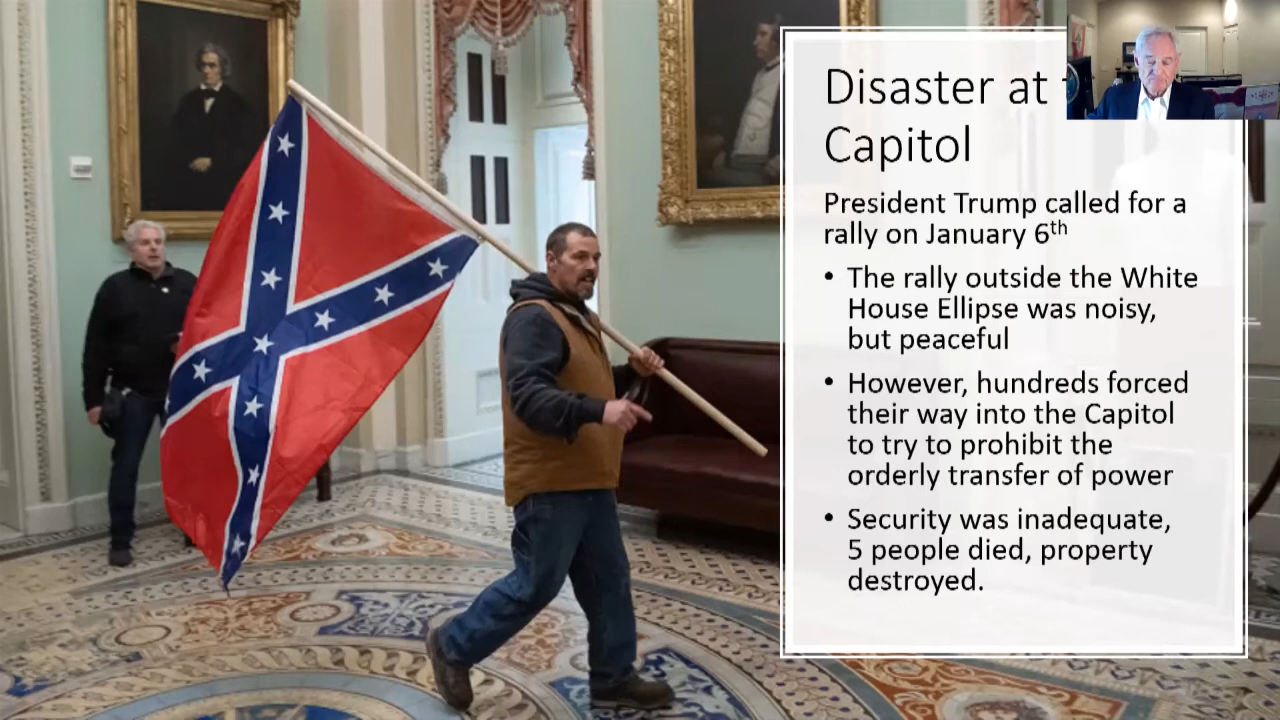 Disaster at
Capitol
President Trump called for a
rally on January 6th
• The rally outside the White
House Ellipse was noisy,
but peaceful
• However, hundreds forced
their way into the Capitol
to try to prohibit the
orderly transfer of power
• Security was inadequate,
5 people died, property
destroyed.